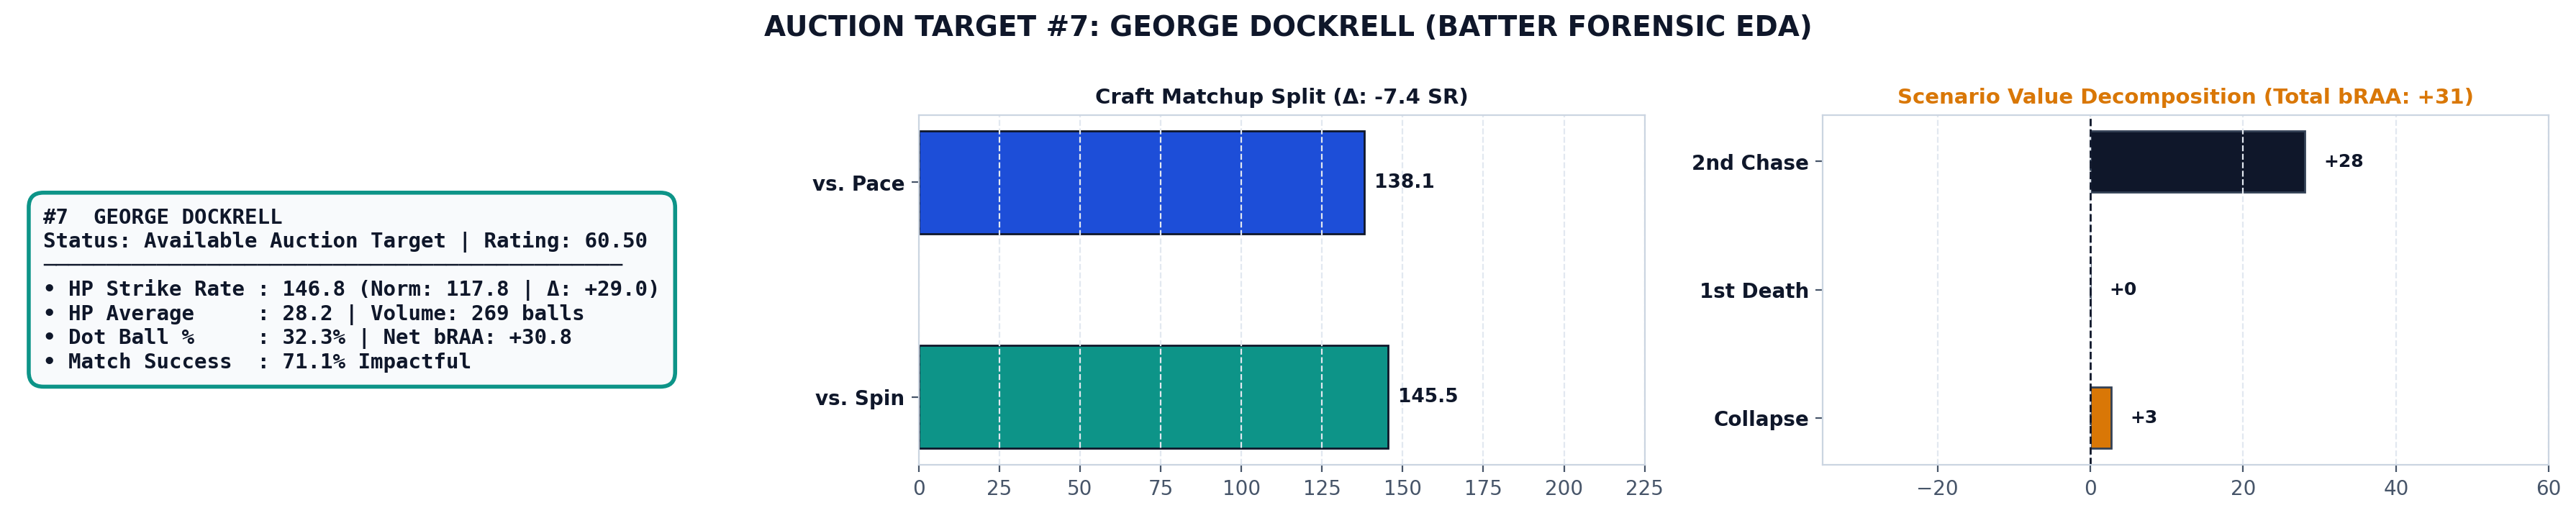 AUCTION TARGET #7: GEORGE DOCKRELL (BATTER FORENSIC EDA)
#7  GEORGE DOCKRELL
Status: Available Auction Target | Rating: 60.50
• HP Strike Rate : 146.8 (Norm: 117.8 | Δ: +29.0)
• HP Average     : 28.2 | Volume: 269 balls
• Dot Ball %     : 32.3% | Net bRAA: +30.8
• Match Success  : 71.1% Impactful
Craft Matchup Split (Δ: -7.4 SR)
vs. Pace
138.1
vs. Spin
145.5
0 25 50 75 100 125 150 175 200 225
Scenario Value Decomposition (Total bRAA: +31)
2nd Chase
+28
1st Death
+0
Collapse
+3
−20 0 20 40 60